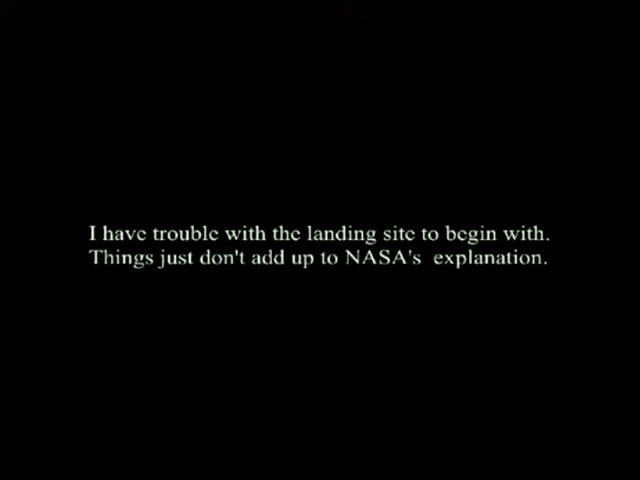 I have trouble with the landing site to begin with.
Things just don't add up to NASA's  explanation.